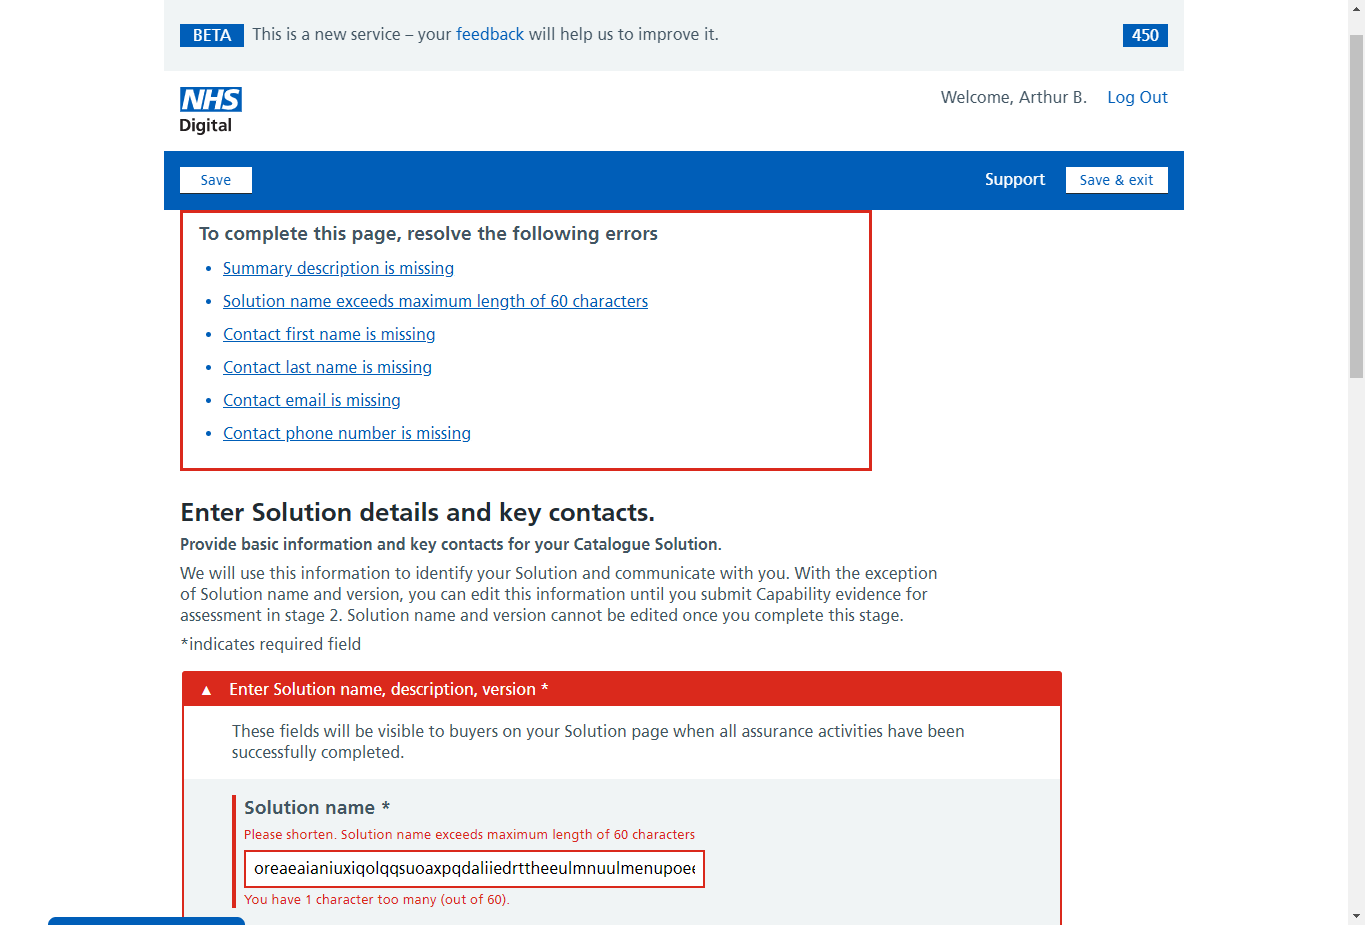 BETA This is a new service – your feedback will help us to improve it. 450
NHS
Digital
Welcome, Arthur B. Log Out
Save Support Save & exit
To complete this page, resolve the following errors
• Summary description is missing
• Solution name exceeds maximum length of 60 characters
• Contact first name is missing
• Contact last name is missing
• Contact email is missing
• Contact phone number is missing
Enter Solution details and key contacts.
Provide basic information and key contacts for your Catalogue Solution.
We will use this information to identify your Solution and communicate with you. With the exception
of Solution name and version, you can edit this information until you submit Capability evidence for
assessment in stage 2. Solution name and version cannot be edited once you complete this stage.
*indicates required field
▲ Enter Solution name, description, version *
These fields will be visible to buyers on your Solution page when all assurance activities have been
successfully completed.
Solution name *
Please shorten. Solution name exceeds maximum length of 60 characters
oreaeaianiuxiqolqqsuoaxpqdaliiedrttheeulmnuulmenupoe
You have 1 character too many (out of 60).